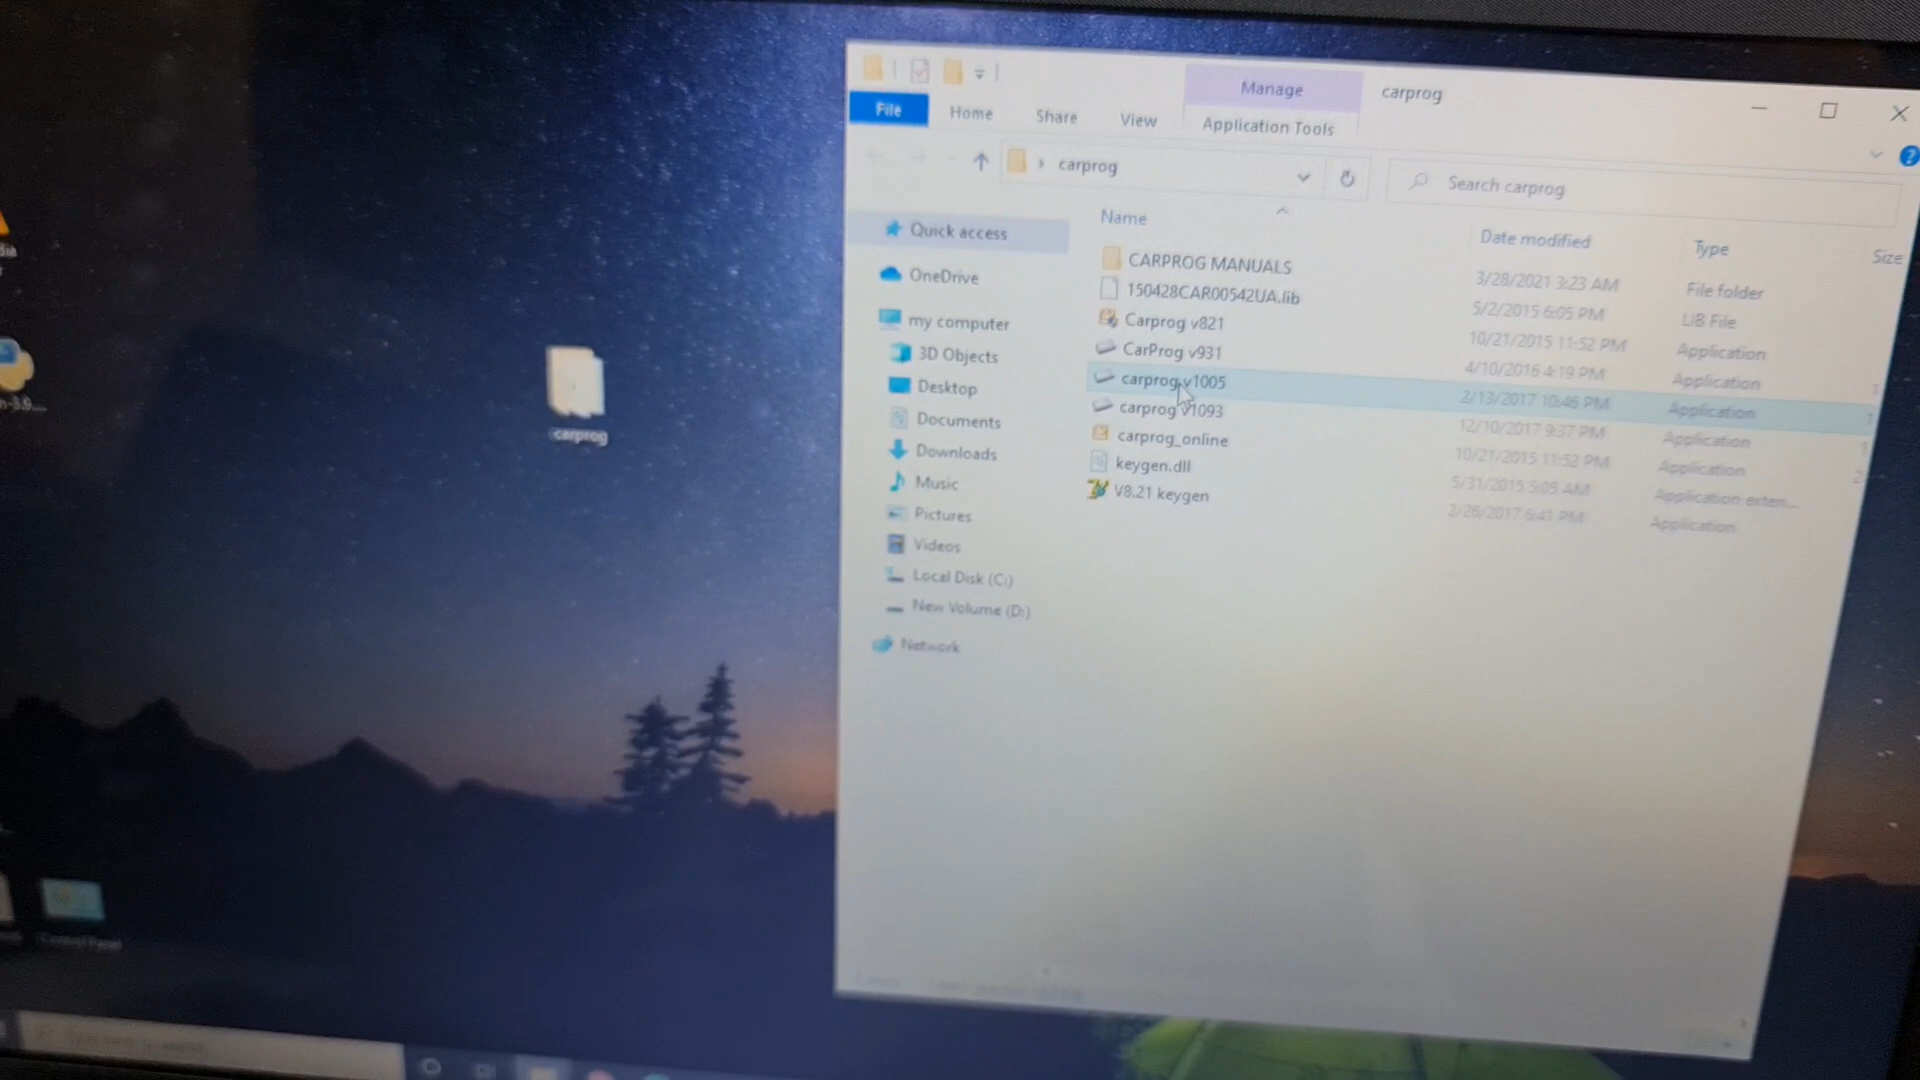 Manage
carprog
File
Home
Share
View
Application Tools
carprog
Search carprog
Name
Date modified
Type
Size
Quick access
OneDrive
my computer
3D Objects
Desktop
Documents
Downloads
Music
Pictures
Videos
Local Disk (C:)
New Volume (D:)
Network
CARPROG MANUALS 3/28/2021 3:23 AM File folder
150428CAR00542UA.lib 5/2/2015 6:05 PM LIB File
Carprog v821 10/21/2015 11:52 PM Application
CarProg v931 4/10/2016 4:19 PM Application
carprog v1005 2/13/2017 10:46 PM Application
carprog v1093 12/10/2017 9:37 PM Application
carprog_online 10/21/2015 11:52 PM Application
keygen.dll 5/31/2015 5:05 AM Application exten...
V8.21 keygen 2/26/2017 6:41 PM Application
carprog
Control Panel